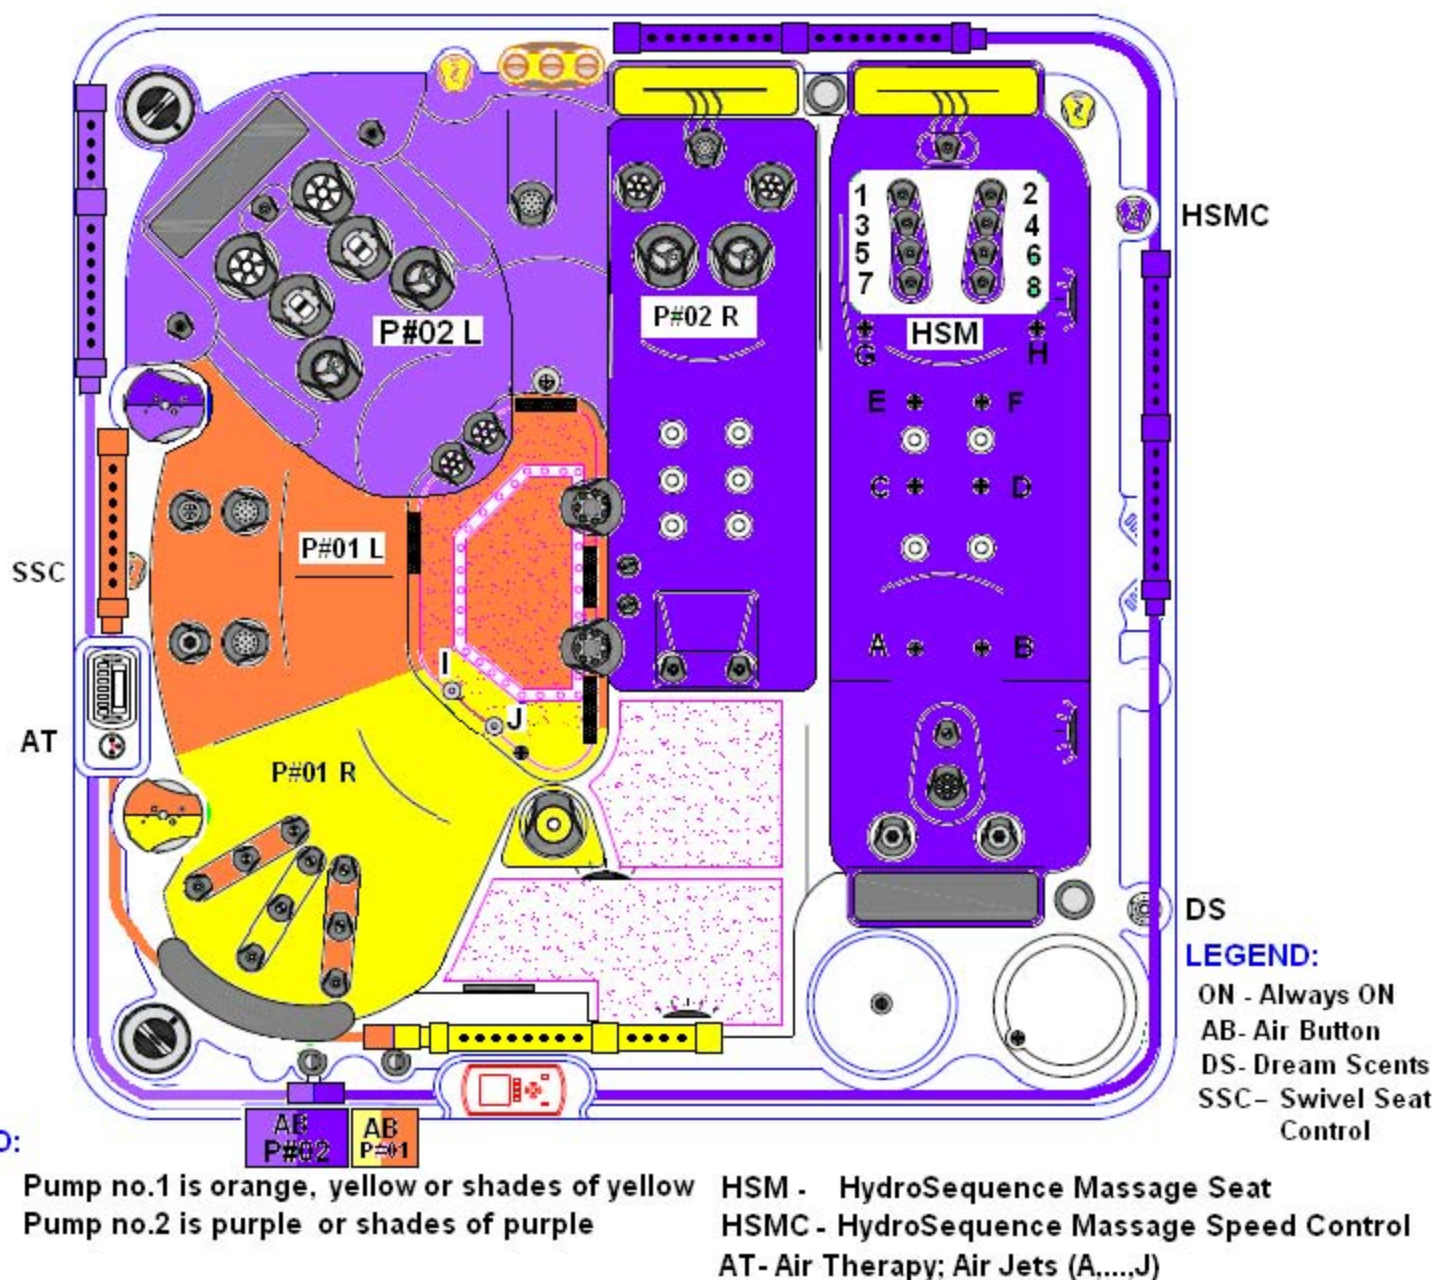 HSMC
1 2
3 4
5 6
7 8
P#02 R
P#02 L
HSM
G H
E F
C D
P#01 L
SSC
A B
I
J
AT
P#01 R
DS
LEGEND:
ON - Always ON
AB- Air Button
DS- Dream Scents
SSC– Swivel Seat
Control
AB
P#02
AB
P#01
D:
Pump no.1 is orange, yellow or shades of yellow
Pump no.2 is purple or shades of purple
HSM - HydroSequence Massage Seat
HSMC - HydroSequence Massage Speed Control
AT- Air Therapy; Air Jets (A,...,J)